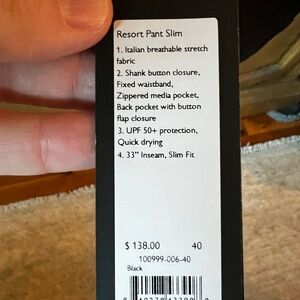 Resort Pant Slim
1. Italian breathable stretch
fabric
2. Shank button closure,
Fixed waistband,
Zippered media pocket,
Back pocket with button
flap closure
3. UPF 50+ protection,
Quick drying
4. 33" Inseam, Slim Fit
$ 138.00 40
100999-006-40
Black